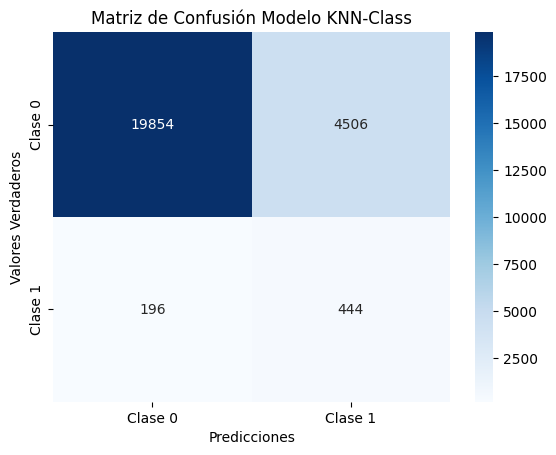 Matriz de Confusión Modelo KNN-Class
Valores Verdaderos
Clase 0
Clase 1
19854
4506
196
444
Clase 0
Clase 1
Predicciones
17500
15000
12500
10000
7500
5000
2500